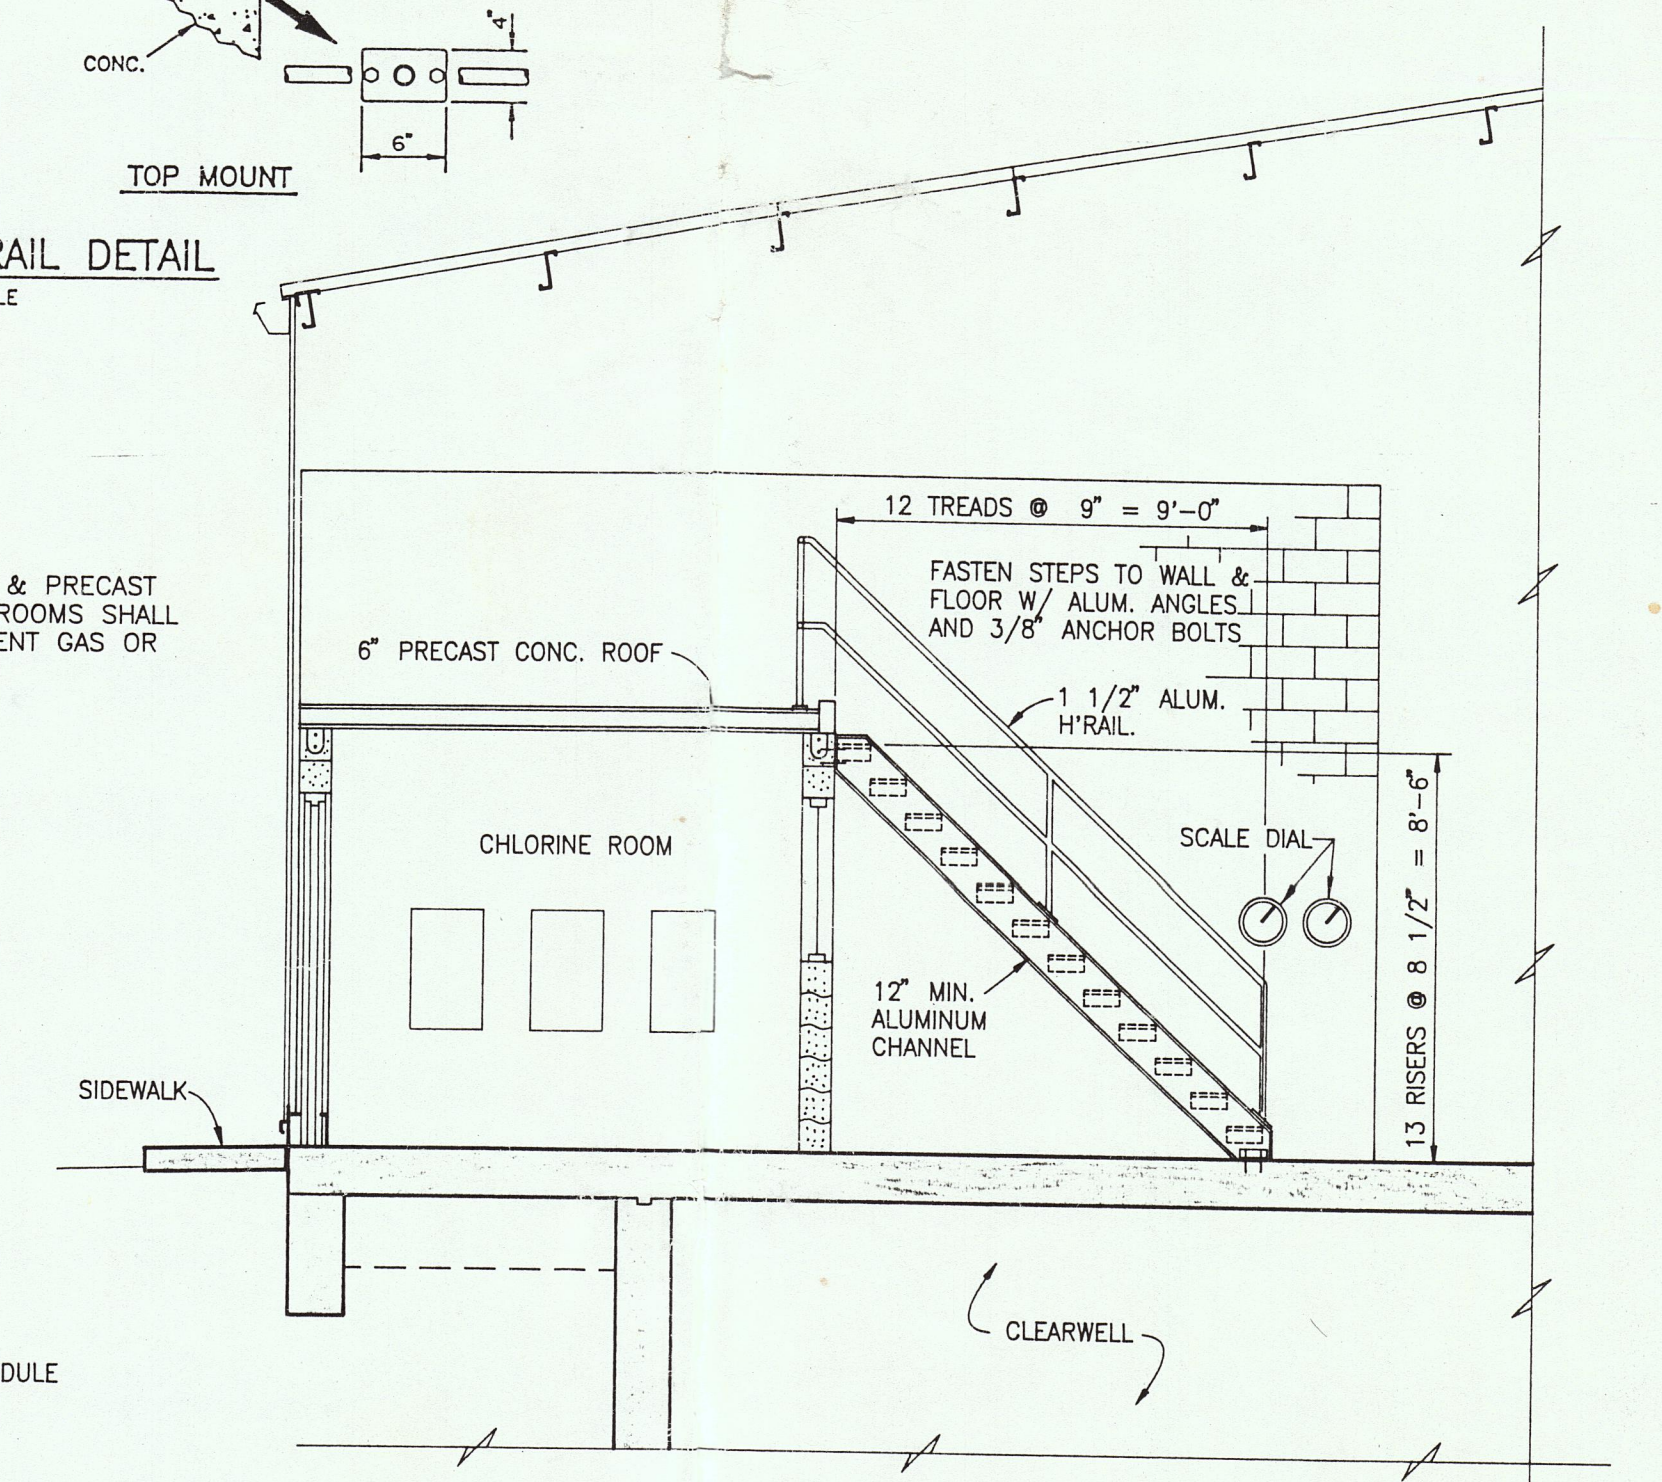 CONC.
4"
6"
TOP MOUNT
RAIL DETAIL
LE
& PRECAST
ROOMS SHALL
ENT GAS OR
12 TREADS @ 9" = 9'-0"
FASTEN STEPS TO WALL &
FLOOR W/ ALUM. ANGLES
AND 3/8" ANCHOR BOLTS
6" PRECAST CONC. ROOF
1 1/2" ALUM.
H'RAIL.
CHLORINE ROOM
SCALE DIAL
13 RISERS @ 8 1/2" = 8'-6"
12" MIN.
ALUMINUM
CHANNEL
SIDEWALK
CLEARWELL
DULE